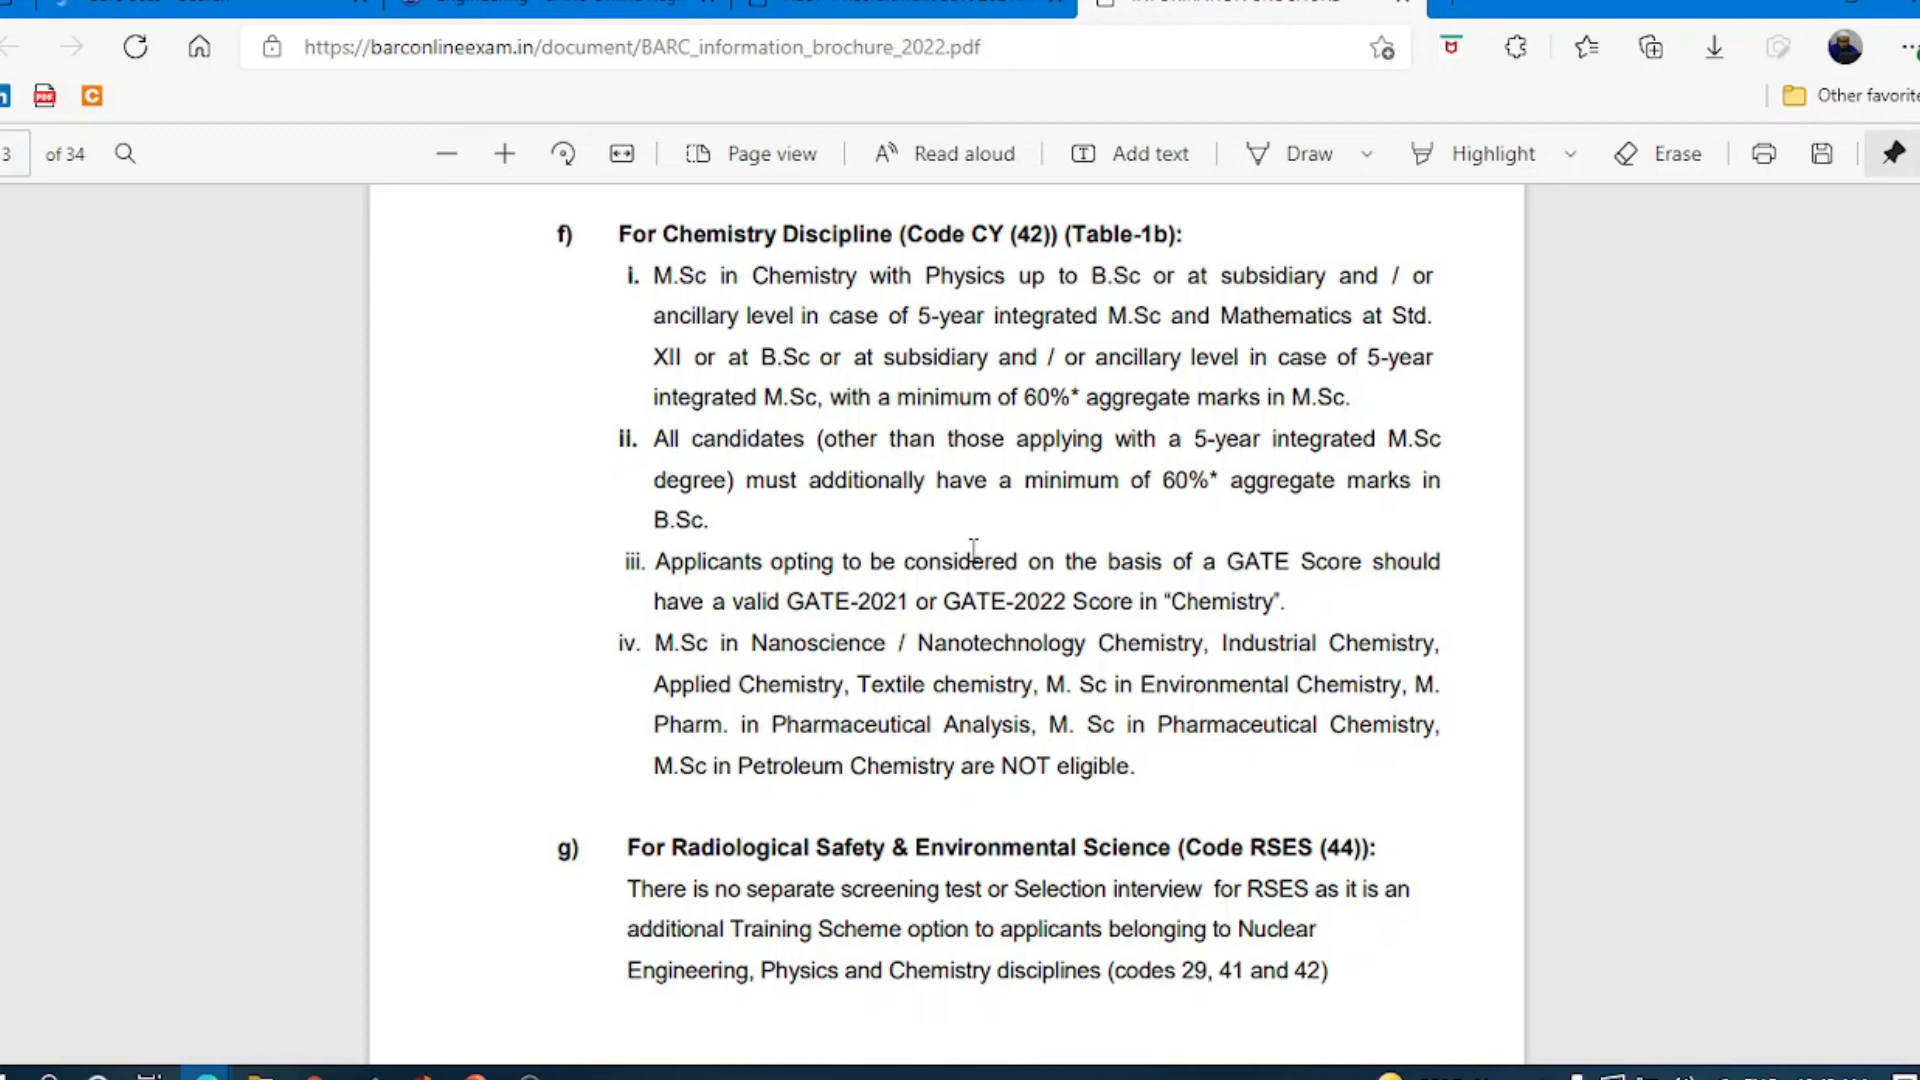 https://barconlineexam.in/document/BARC_information_brochure_2022.pdf
Other favorite
3 of 34 Page view Read aloud Add text Draw Highlight Erase
f) For Chemistry Discipline (Code CY (42)) (Table-1b):
i. M.Sc in Chemistry with Physics up to B.Sc or at subsidiary and / or
ancillary level in case of 5-year integrated M.Sc and Mathematics at Std.
XII or at B.Sc or at subsidiary and / or ancillary level in case of 5-year
integrated M.Sc, with a minimum of 60%* aggregate marks in M.Sc.
ii. All candidates (other than those applying with a 5-year integrated M.Sc
degree) must additionally have a minimum of 60%* aggregate marks in
B.Sc.
iii. Applicants opting to be considered on the basis of a GATE Score should
have a valid GATE-2021 or GATE-2022 Score in “Chemistry”.
iv. M.Sc in Nanoscience / Nanotechnology Chemistry, Industrial Chemistry,
Applied Chemistry, Textile chemistry, M. Sc in Environmental Chemistry, M.
Pharm. in Pharmaceutical Analysis, M. Sc in Pharmaceutical Chemistry,
M.Sc in Petroleum Chemistry are NOT eligible.
g) For Radiological Safety & Environmental Science (Code RSES (44)):
There is no separate screening test or Selection interview for RSES as it is an
additional Training Scheme option to applicants belonging to Nuclear
Engineering, Physics and Chemistry disciplines (codes 29, 41 and 42)